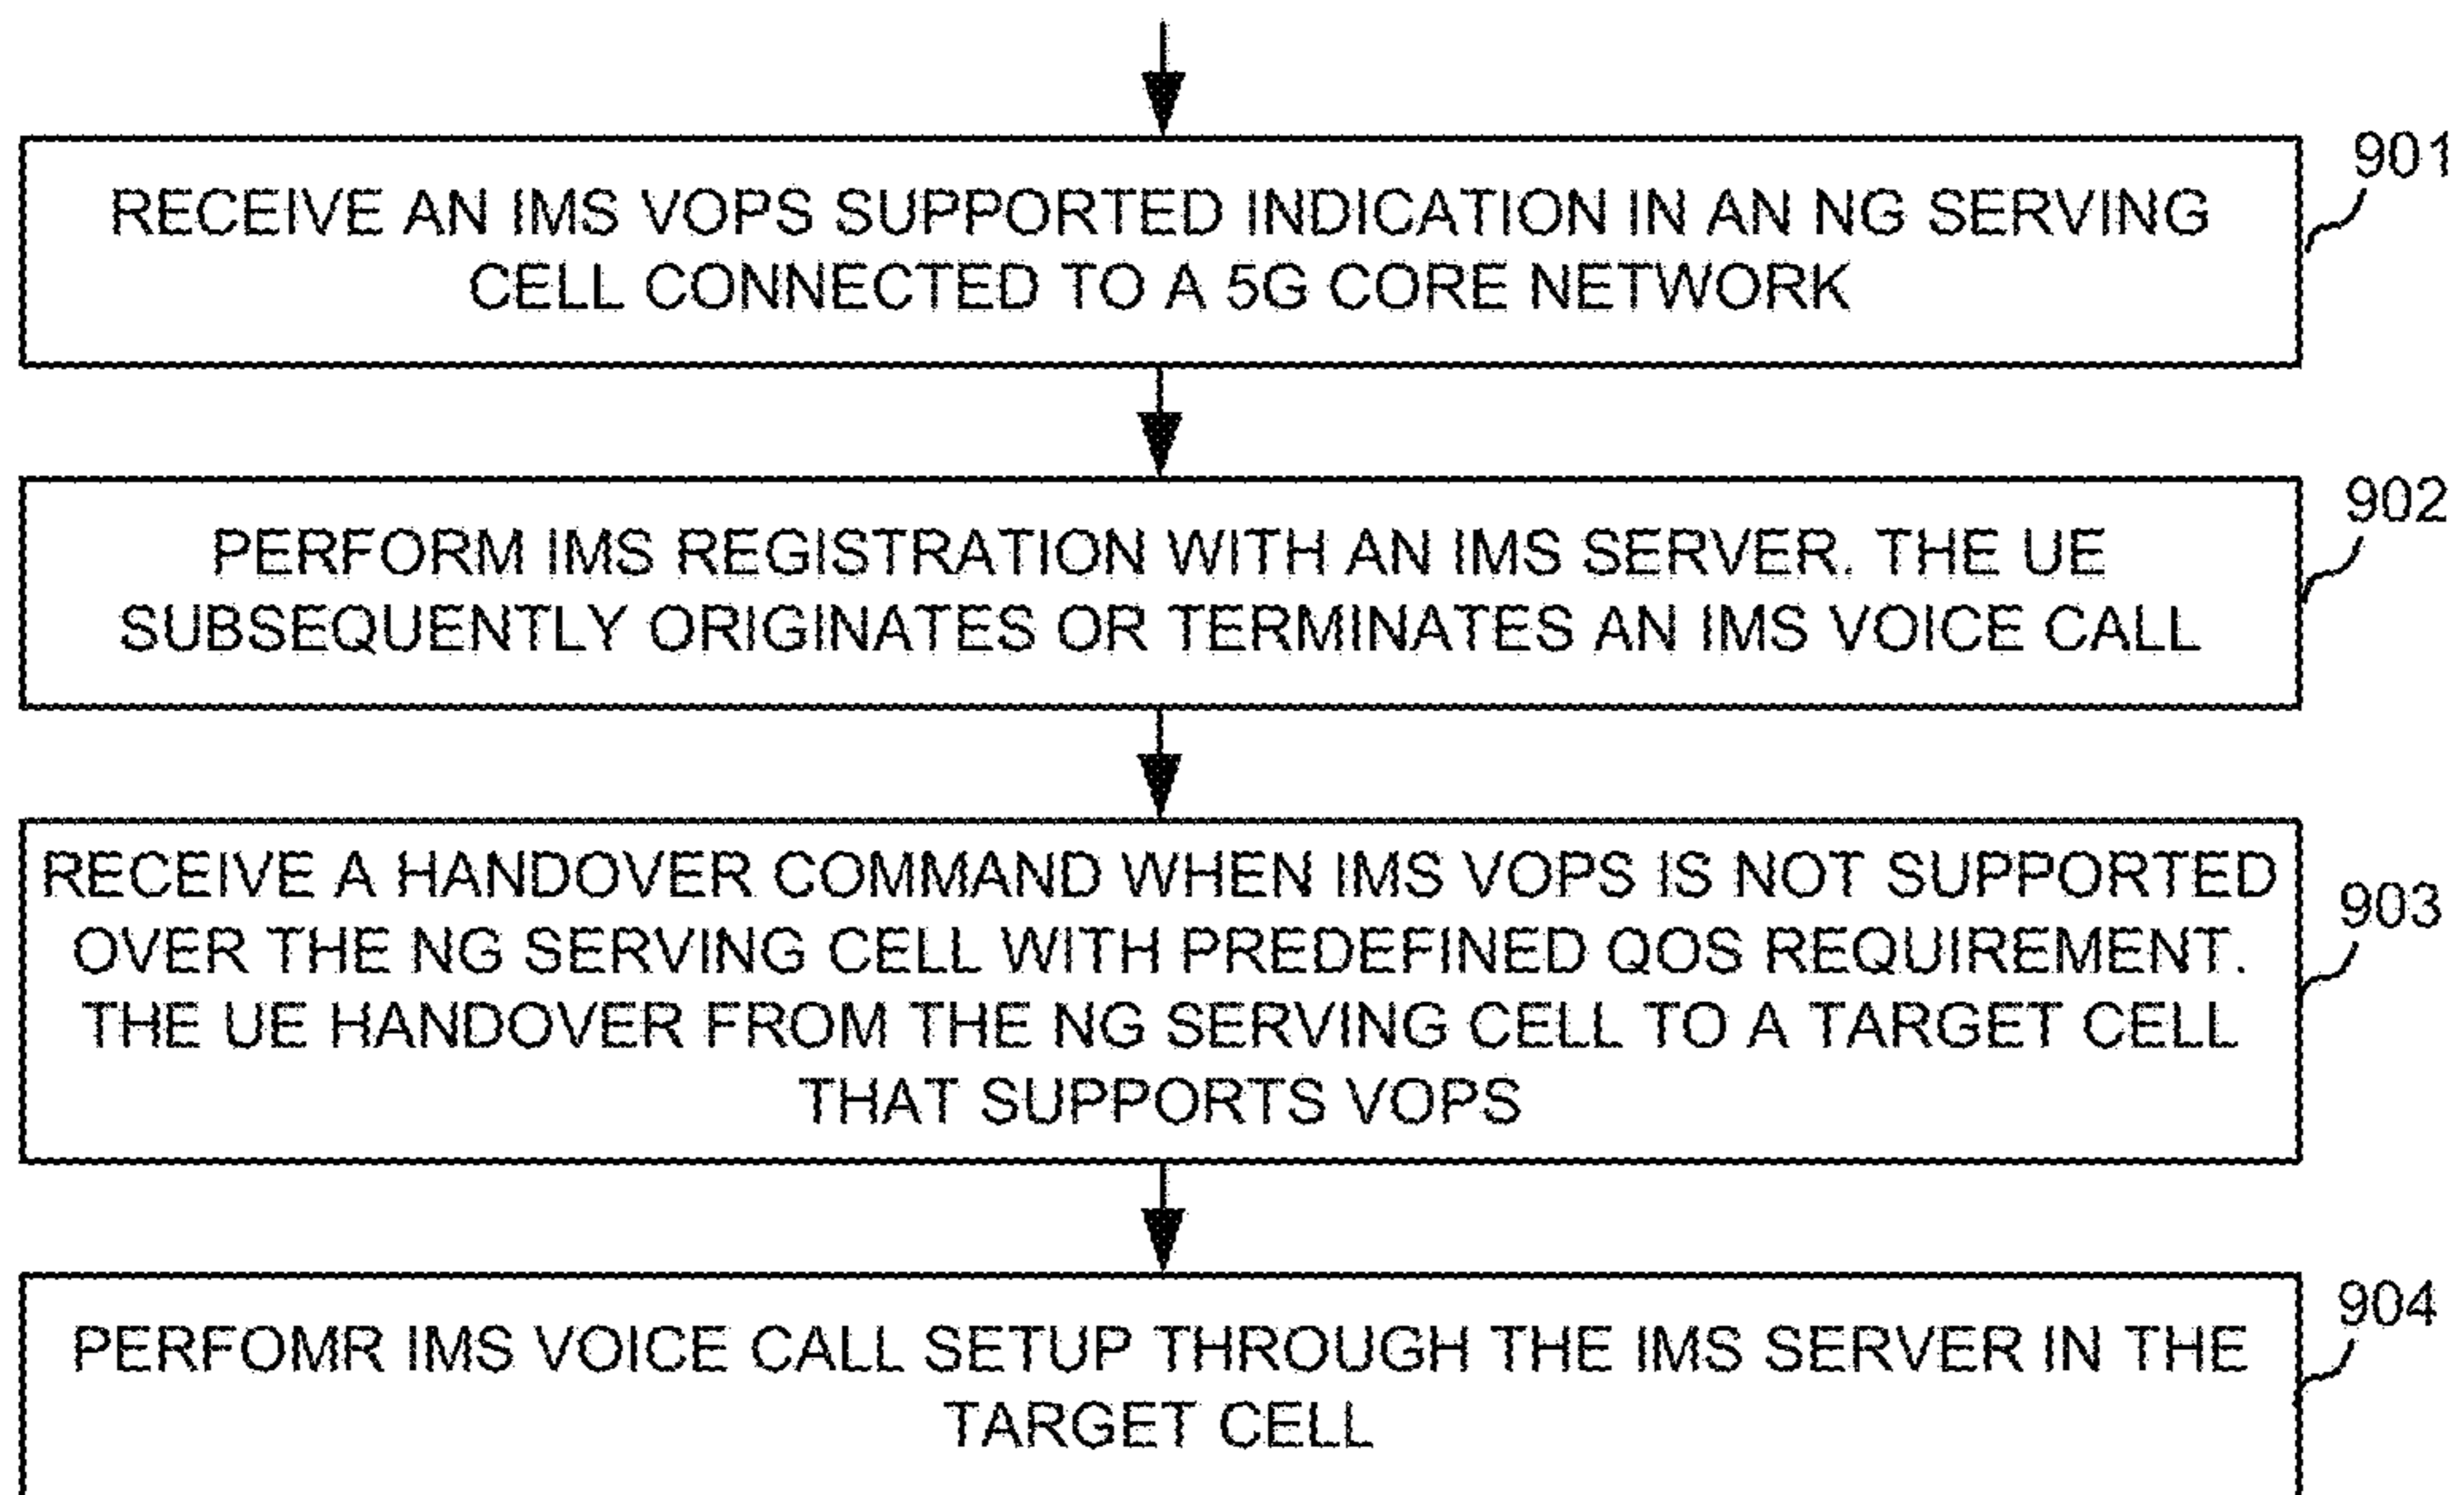 901
RECEIVE AN IMS VOPS SUPPORTED INDICATION IN AN NG SERVING
CELL CONNECTED TO A 5G CORE NETWORK
902
PERFORM IMS REGISTRATION WITH AN IMS SERVER. THE UE
SUBSEQUENTLY ORIGINATES OR TERMINATES AN IMS VOICE CALL
903
RECEIVE A HANDOVER COMMAND WHEN IMS VOPS IS NOT SUPPORTED
OVER THE NG SERVING CELL WITH PREDEFINED QOS REQUIREMENT.
THE UE HANDOVER FROM THE NG SERVING CELL TO A TARGET CELL
THAT SUPPORTS VOPS
904
PERFOMR IMS VOICE CALL SETUP THROUGH THE IMS SERVER IN THE
TARGET CELL